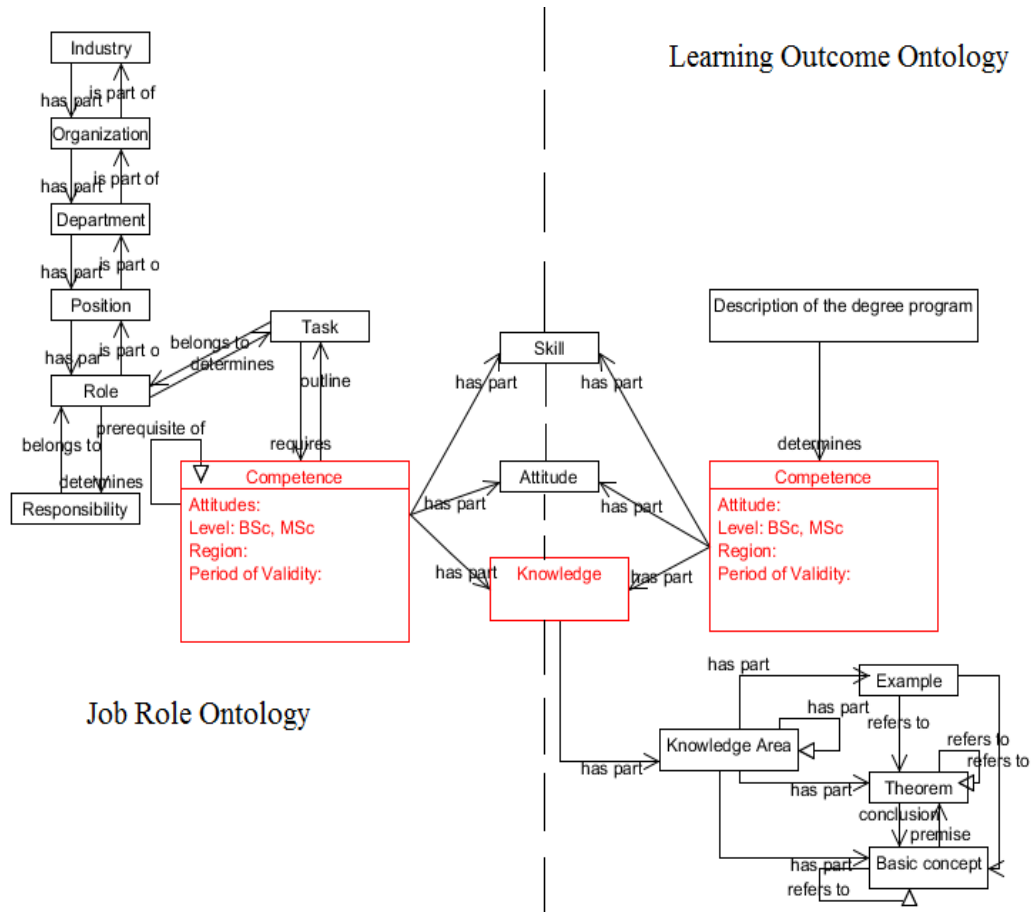 Industry
Learning Outcome Ontology
has part
is part of
Organization
has part
is part of
Department
has part
is part o
Position
Description of the degree program
Task
has par
is part o
belongs to
determines
Skill
has part
has part
Role
outline
belongs to
prerequisite of
requires
determines
determines
Responsibility
Competence
Attitudes:
Level: BSc, MSc
Region:
Period of Validity:
Attitude
has part
has part
Competence
Attitude:
Level: BSc, MSc
Region:
Period of Validity:
has part
Knowledge
has part
Job Role Ontology
has part
Example
has part
refers to
Knowledge Area
refers to
refers to
has part
has part
Theorem
conclusion
premise
has part
Basic concept
refers to